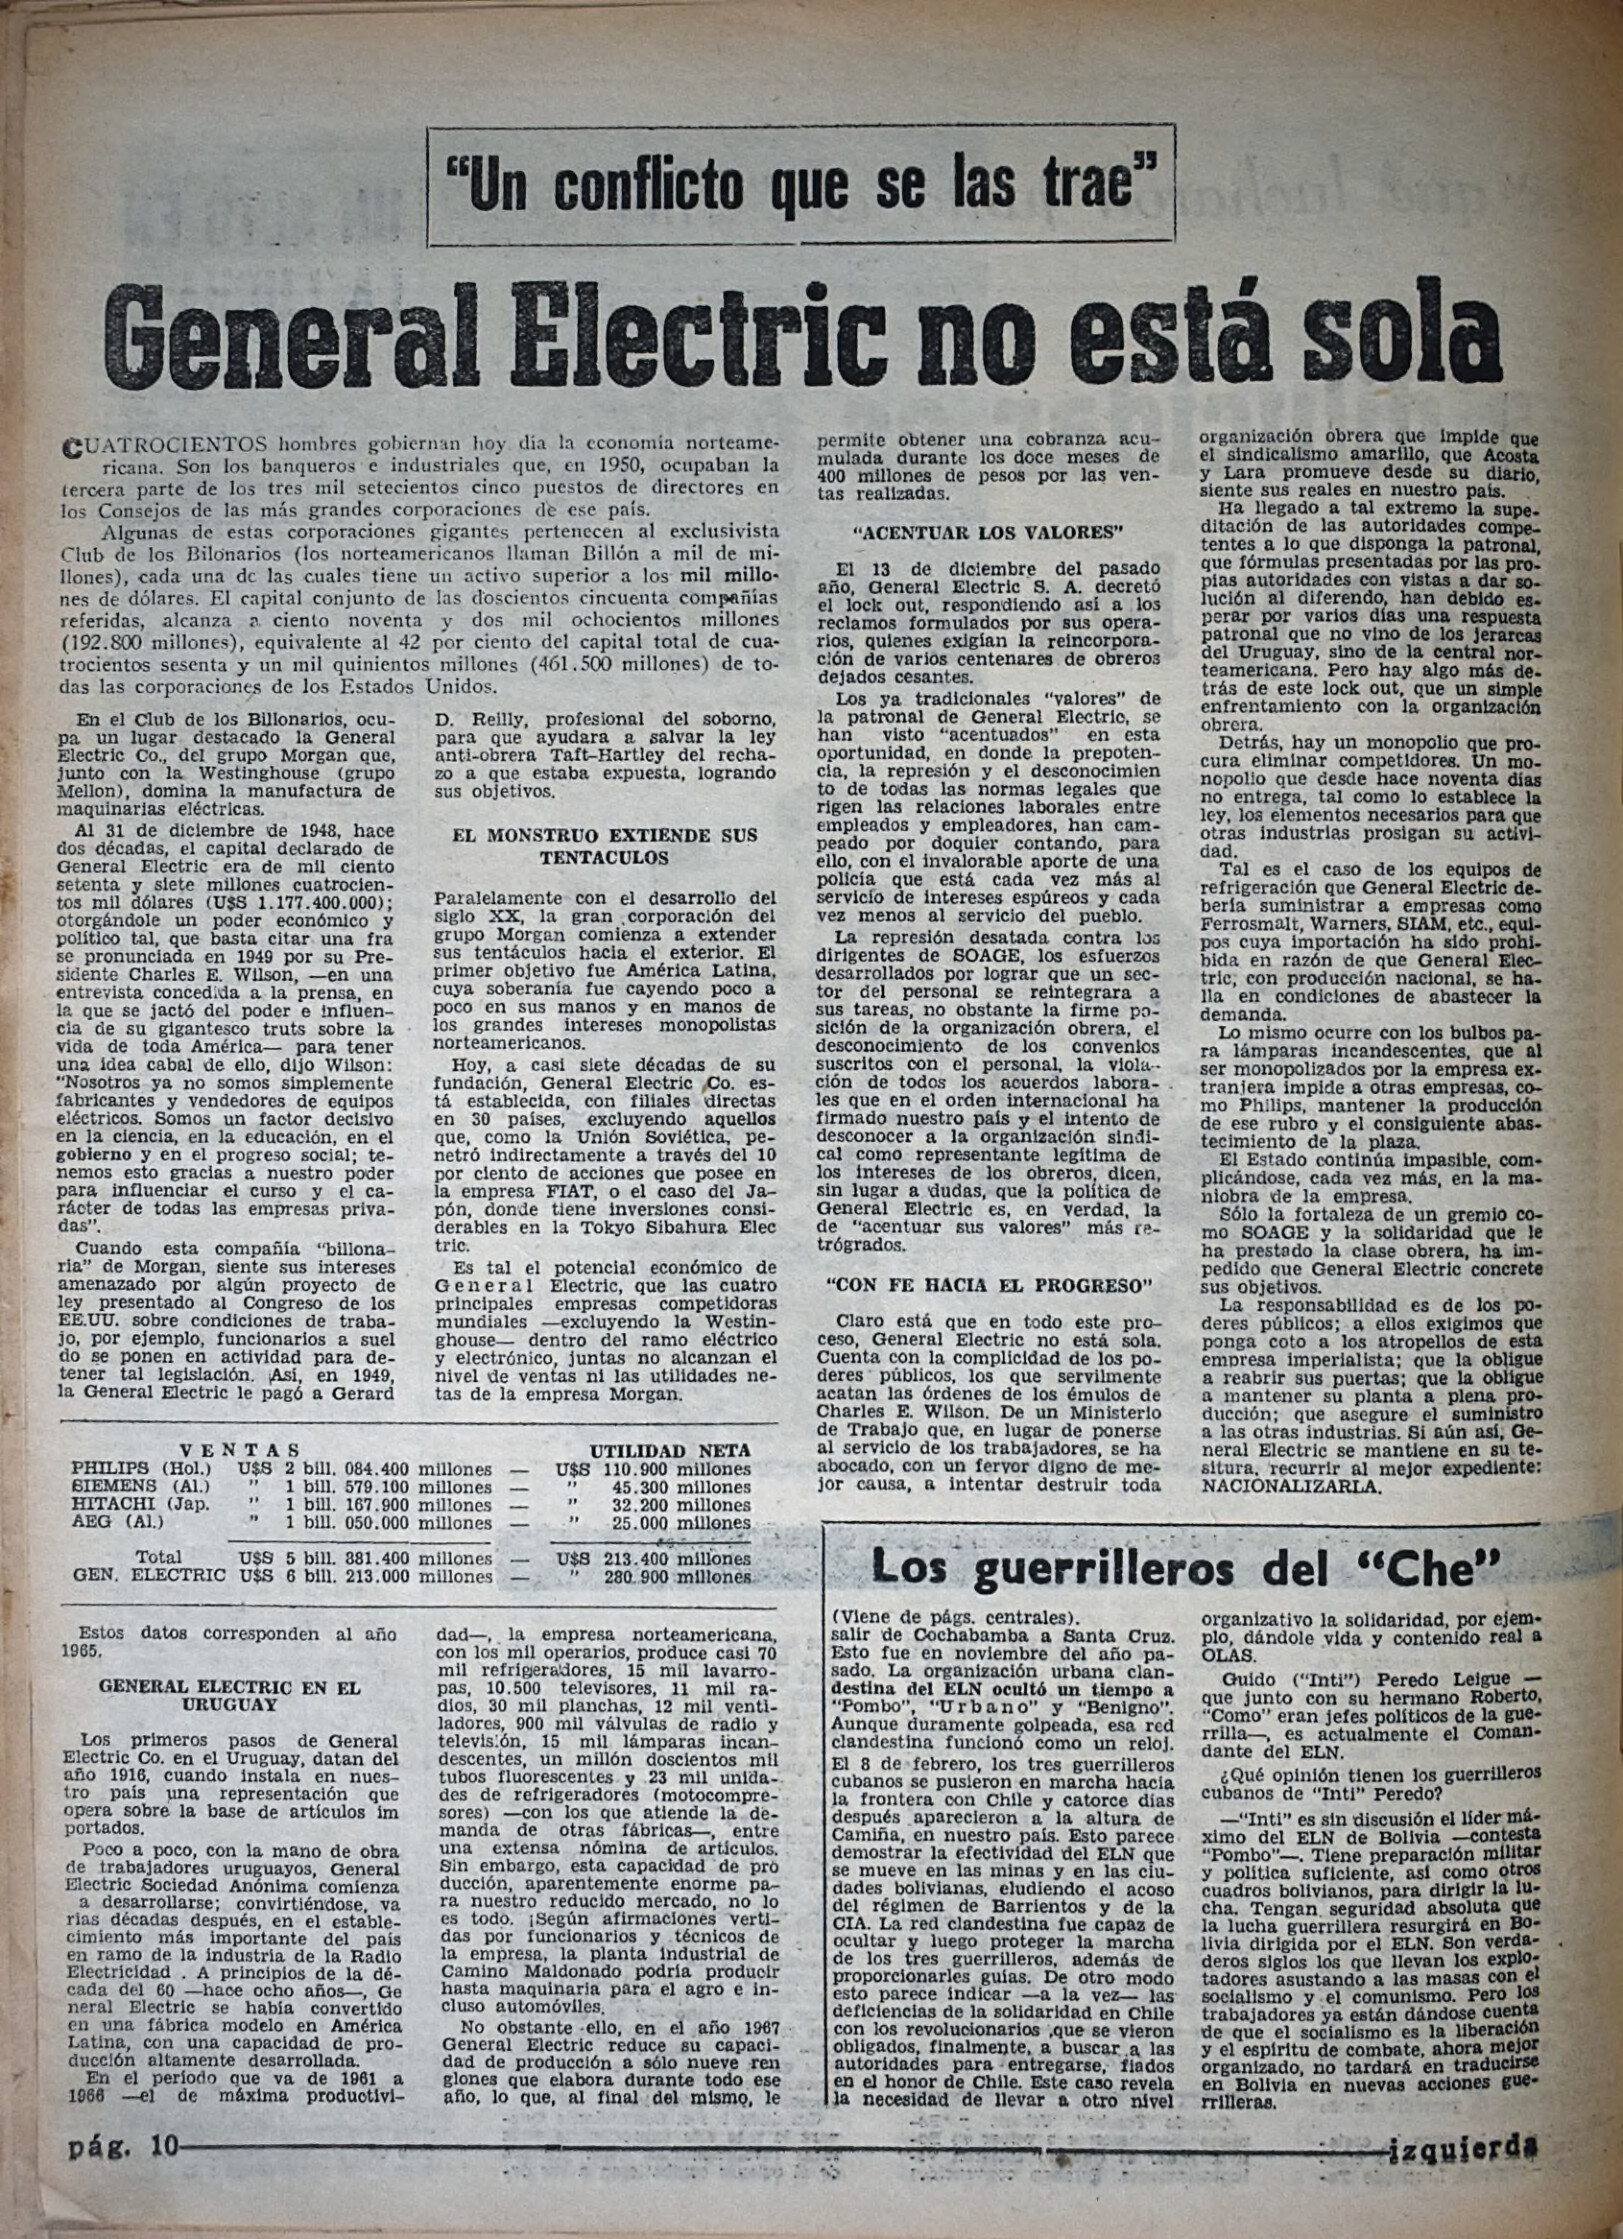 “Un conflicto que se las trae”
General Electric no está sola
CUATROCIENTOS hombres gobiernan hoy día la economía norteame-
ricana. Son los banqueros e industriales que, en 1950, ocupaban la
tercera parte de los tres mil setecientos cinco puestos de directores en
los Consejos de las más grandes corporaciones de ese país.
Algunas de estas corporaciones gigantes pertenecen al exclusivista
Club de los Bilonarios (los norteamericanos llaman Billón a mil de mi-
llones), cada una de las cuales tiene un activo superior a los mil millo-
nes de dólares. El capital conjunto de las doscientos cincuenta compañías
referidas, alcanza a ciento noventa y dos mil ochocientos millones
(192.800 millones), equivalente al 42 por ciento del capital total de cua-
trocientos sesenta y un mil quinientos millones (461.500 millones) de to-
das las corporaciones de los Estados Unidos.
En el Club de los Billonarios, ocu-
pa un lugar destacado la General
Electric Co., del grupo Morgan que,
junto con la Westinghouse (grupo
Mellon), domina la manufactura de
maquinarias eléctricas.
Al 31 de diciembre de 1948, hace
dos décadas, el capital declarado de
General Electric era de mil ciento
setenta y siete millones cuatrocien-
tos mil dólares (U$S 1.177.400.000);
otorgándole un poder económico y
político tal, que basta citar una fra
se pronunciada en 1949 por su Pre-
sidente Charles E. Wilson, —en una
entrevista concedida a la prensa, en
la que se jactó del poder e influen-
cia de su gigantesco truts sobre la
vida de toda América— para tener
una idea cabal de ello, dijo Wilson:
“Nosotros ya no somos simplemente
fabricantes y vendedores de equipos
eléctricos. Somos un factor decisivo
en la ciencia, en la educación, en el
gobierno y en el progreso social; te-
nemos esto gracias a nuestro poder
para influenciar el curso y el ca-
rácter de todas las empresas priva-
das”.
Cuando esta compañía “billona-
ria” de Morgan, siente sus intereses
amenazado por algún proyecto de
ley presentado al Congreso de los
EE.UU. sobre condiciones de traba-
jo, por ejemplo, funcionarios a suel
do se ponen en actividad para de-
tener tal legislación. Así, en 1949,
la General Electric le pagó a Gerard
D. Reilly, profesional del soborno,
para que ayudara a salvar la ley
anti-obrera Taft-Hartley del recha-
zo a que estaba expuesta, logrando
sus objetivos.
EL MONSTRUO EXTIENDE SUS
TENTACULOS
Paralelamente con el desarrollo del
siglo XX, la gran corporación del
grupo Morgan comienza a extender
sus tentáculos hacia el exterior. El
primer objetivo fue América Latina,
cuya soberanía fue cayendo poco a
poco en sus manos y en manos de
los grandes intereses monopolistas
norteamericanos.
Hoy, a casi siete décadas de su
fundación, General Electric Co. es-
tá establecida, con filiales directas
en 30 países, excluyendo aquellos
que, como la Unión Soviética, pe-
netró indirectamente a través del 10
por ciento de acciones que posee en
la empresa FIAT, o el caso del Ja-
pón, donde tiene inversiones consi-
derables en la Tokyo Sibahura Elec
tric.
Es tal el potencial económico de
General Electric, que las cuatro
principales empresas competidoras
mundiales —excluyendo la Westin-
ghouse— dentro del ramo eléctrico
y electrónico, juntas no alcanzan el
nivel de ventas ni las utilidades ne-
tas de la empresa Morgan.
VENTAS UTILIDAD NETA
PHILIPS (Hol.) U$S 2 bill. 084.400 millones — U$S 110.900 millones
SIEMENS (Al.) ” 1 bill. 579.100 millones — ” 45.300 millones
HITACHI (Jap. ” 1 bill. 167.900 millones — ” 32.200 millones
AEG (Al.) ” 1 bill. 050.000 millones — ” 25.000 millones
Total U$S 5 bill. 881.400 millones — U$S 213.400 millones
GEN. ELECTRIC U$S 6 bill. 213.000 millones — ” 280.900 millones
Estos datos corresponden al año
1965.
GENERAL ELECTRIC EN EL
URUGUAY
Los primeros pasos de General
Electric Co. en el Uruguay, datan del
año 1916, cuando instala en nues-
tro país una representación que
opera sobre la base de artículos im
portados.
Poco a poco, con la mano de obra
de trabajadores uruguayos, General
Electric Sociedad Anónima comienza
a desarrollarse; convirtiéndose, va
rias décadas después, en el estable-
cimiento más importante del país
en ramo de la industria de la Radio
Electricidad . A principios de la dé-
cada del 60 —hace ocho años—, Ge
neral Electric se había convertido
en una fábrica modelo en América
Latina, con una capacidad de pro-
ducción altamente desarrollada.
En el período que va de 1961 a
1966 —el de máxima productivi-
dad—, la empresa norteamericana,
con los mil operarios, produce casi 70
mil refrigeradores, 15 mil lavarro-
pas, 10.500 televisores, 11 mil ra-
dios, 30 mil planchas, 12 mil venti-
ladores, 900 mil válvulas de radio y
televisión, 15 mil lámparas incan-
descentes, un millón doscientos mil
tubos fluorescentes y 23 mil unida-
des de refrigeradores (motocompre-
sores) —con los que atiende la de-
manda de otras fábricas—, entre
una extensa nómina de artículos.
Sin embargo, esta capacidad de pro
ducción, aparentemente enorme pa-
ra nuestro reducido mercado, no lo
es todo. ¡Según afirmaciones verti-
das por funcionarios y técnicos de
la empresa, la planta industrial de
Camino Maldonado podría producir
hasta maquinaria para el agro e in-
cluso automóviles.
No obstante ello, en el año 1967
General Electric reduce su capaci-
dad de producción a sólo nueve ren
glones que elabora durante todo ese
año, lo que, al final del mismo, le
permite obtener una cobranza acu-
mulada durante los doce meses de
400 millones de pesos por las ven-
tas realizadas.
“ACENTUAR LOS VALORES”
El 13 de diciembre del pasado
año, General Electric S. A. decretó
el lock out, respondiendo así a los
reclamos formulados por sus opera-
rios, quienes exigían la reincorpora-
ción de varios centenares de obreros
dejados cesantes.
Los ya tradicionales “valores” de
la patronal de General Electric, se
han visto “acentuados” en esta
oportunidad, en donde la prepoten-
cia, la represión y el desconocimien
to de todas las normas legales que
rigen las relaciones laborales entre
empleados y empleadores, han cam-
peado por doquier contando, para
ello, con el invalorable aporte de una
policía que está cada vez más al
servicio de intereses espúreos y cada
vez menos al servicio del pueblo.
La represión desatada contra los
dirigentes de SOAGE, los esfuerzos
desarrollados por lograr que un sec-
tor del personal se reintegrara a
sus tareas, no obstante la firme po-
sición de la organización obrera, el
desconocimiento de los convenios
suscritos con el personal, la viola-
ción de todos los acuerdos labora-
les que en el orden internacional ha
firmado nuestro país y el intento de
desconocer a la organización sindi-
cal como representante legítima de
los intereses de los obreros, dicen,
sin lugar a dudas, que la política de
General Electric es, en verdad, la
de “acentuar sus valores” más re-
trógrados.
“CON FE HACIA EL PROGRESO”
Claro está que en todo este pro-
ceso, General Electric no está sola.
Cuenta con la complicidad de los po-
deres públicos, los que servilmente
acatan las órdenes de los émulos de
Charles E. Wilson. De un Ministerio
de Trabajo que, en lugar de ponerse
al servicio de los trabajadores, se ha
abocado, con un fervor digno de me-
jor causa, a intentar destruir toda
organización obrera que impide que
el sindicalismo amarillo, que Acosta
y Lara promueve desde su diario,
siente sus reales en nuestro país.
Ha llegado a tal extremo la supe-
ditación de las autoridades compe-
tentes a lo que disponga la patronal,
que fórmulas presentadas por las pro-
pias autoridades con vistas a dar so-
lución al diferendo, han debido es-
perar por varios días una respuesta
patronal que no vino de los jerarcas
del Uruguay, sino de la central nor-
teamericana. Pero hay algo más de-
trás de este lock out, que un simple
enfrentamiento con la organización
obrera.
Detrás, hay un monopolio que pro-
cura eliminar competidores. Un mo-
nopolio que desde hace noventa días
no entrega, tal como lo establece la
ley, los elementos necesarios para que
otras industrias prosigan su activi-
dad.
Tal es el caso de los equipos de
refrigeración que General Electric de-
bería suministrar a empresas como
Ferrosmalt, Warners, SIAM, etc., equi-
pos cuya importación ha sido prohi-
bida en razón de que General Elec-
tric, con producción nacional, se ha-
lla en condiciones de abastecer la
demanda.
Lo mismo ocurre con los bulbos pa-
ra lámparas incandescentes, que al
ser monopolizados por la empresa ex-
tranjera impide a otras empresas, co-
mo Philips, mantener la producción
de ese rubro y el consiguiente abas-
tecimiento de la plaza.
El Estado continúa impasible, com-
plicándose, cada vez más, en la ma-
niobra de la empresa.
Sólo la fortaleza de un gremio co-
mo SOAGE y la solidaridad que le
ha prestado la clase obrera, ha im-
pedido que General Electric concrete
sus objetivos.
La responsabilidad es de los po-
deres públicos; a ellos exigimos que
ponga coto a los atropellos de esta
empresa imperialista; que la obligue
a reabrir sus puertas; que la obligue
a mantener su planta a plena pro-
ducción; que asegure el suministro
a las otras industrias. Si aún así, Ge-
neral Electric se mantiene en su te-
situra, recurrir al mejor expediente:
NACIONALIZARLA.
Los guerrilleros del “Che”
(Viene de págs. centrales).
salir de Cochabamba a Santa Cruz.
Esto fue en noviembre del año pa-
sado. La organización urbana clan-
destina del ELN ocultó un tiempo a
“Pombo”, “Urbano” y “Benigno”.
Aunque duramente golpeada, esa red
clandestina funcionó como un reloj.
El 8 de febrero, los tres guerrilleros
cubanos se pusieron en marcha hacia
la frontera con Chile y catorce días
después aparecieron a la altura de
Camiña, en nuestro país. Esto parece
demostrar la efectividad del ELN que
se mueve en las minas y en las ciu-
dades bolivianas, eludiendo el acoso
del régimen de Barrientos y de la
CIA. La red clandestina fue capaz de
ocultar y luego proteger la marcha
de los tres guerrilleros, además de
proporcionarles guías. De otro modo
esto parece indicar —a la vez— las
deficiencias de la solidaridad en Chile
con los revolucionarios ,que se vieron
obligados, finalmente, a buscar a las
autoridades para entregarse, fiados
en el honor de Chile. Este caso revela
la necesidad de llevar a otro nivel
organizativo la solidaridad, por ejem-
plo, dándole vida y contenido real a
OLAS.
Guido (“Inti”) Peredo Leigue —
que junto con su hermano Roberto,
“Como” eran jefes políticos de la gue-
rrilla—, es actualmente el Coman-
dante del ELN.
¿Qué opinión tienen los guerrilleros
cubanos de “Inti” Peredo?
—“Inti” es sin discusión el líder má-
ximo del ELN de Bolivia —contesta
“Pombo”—. Tiene preparación militar
y política suficiente, así como otros
cuadros bolivianos, para dirigir la lu-
cha. Tengan seguridad absoluta que
la lucha guerrillera resurgirá en Bo-
livia dirigida por el ELN. Son verda-
deros siglos los que llevan los explo-
tadores asustando a las masas con el
socialismo y el comunismo. Pero los
trabajadores ya están dándose cuenta
de que el socialismo es la liberación
y el espíritu de combate, ahora mejor
organizado, no tardará en traducirse
en Bolivia en nuevas acciones gue-
rrilleras.
pág. 10
izquierda